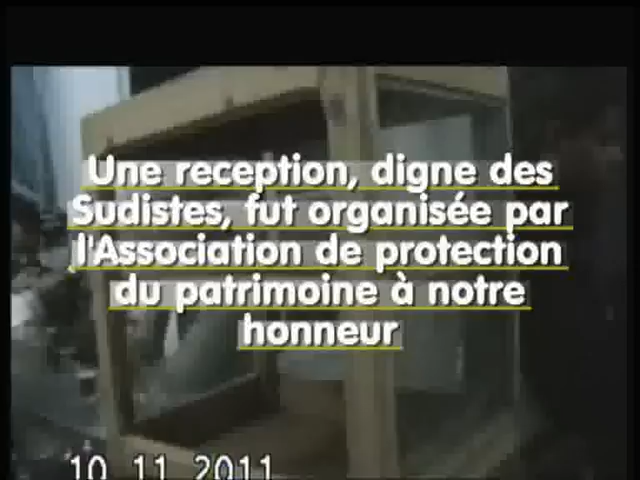 Une reception, digne des
Sudistes, fut organisée par
l'Association de protection
du patrimoine à notre
honneur
10 11 2011